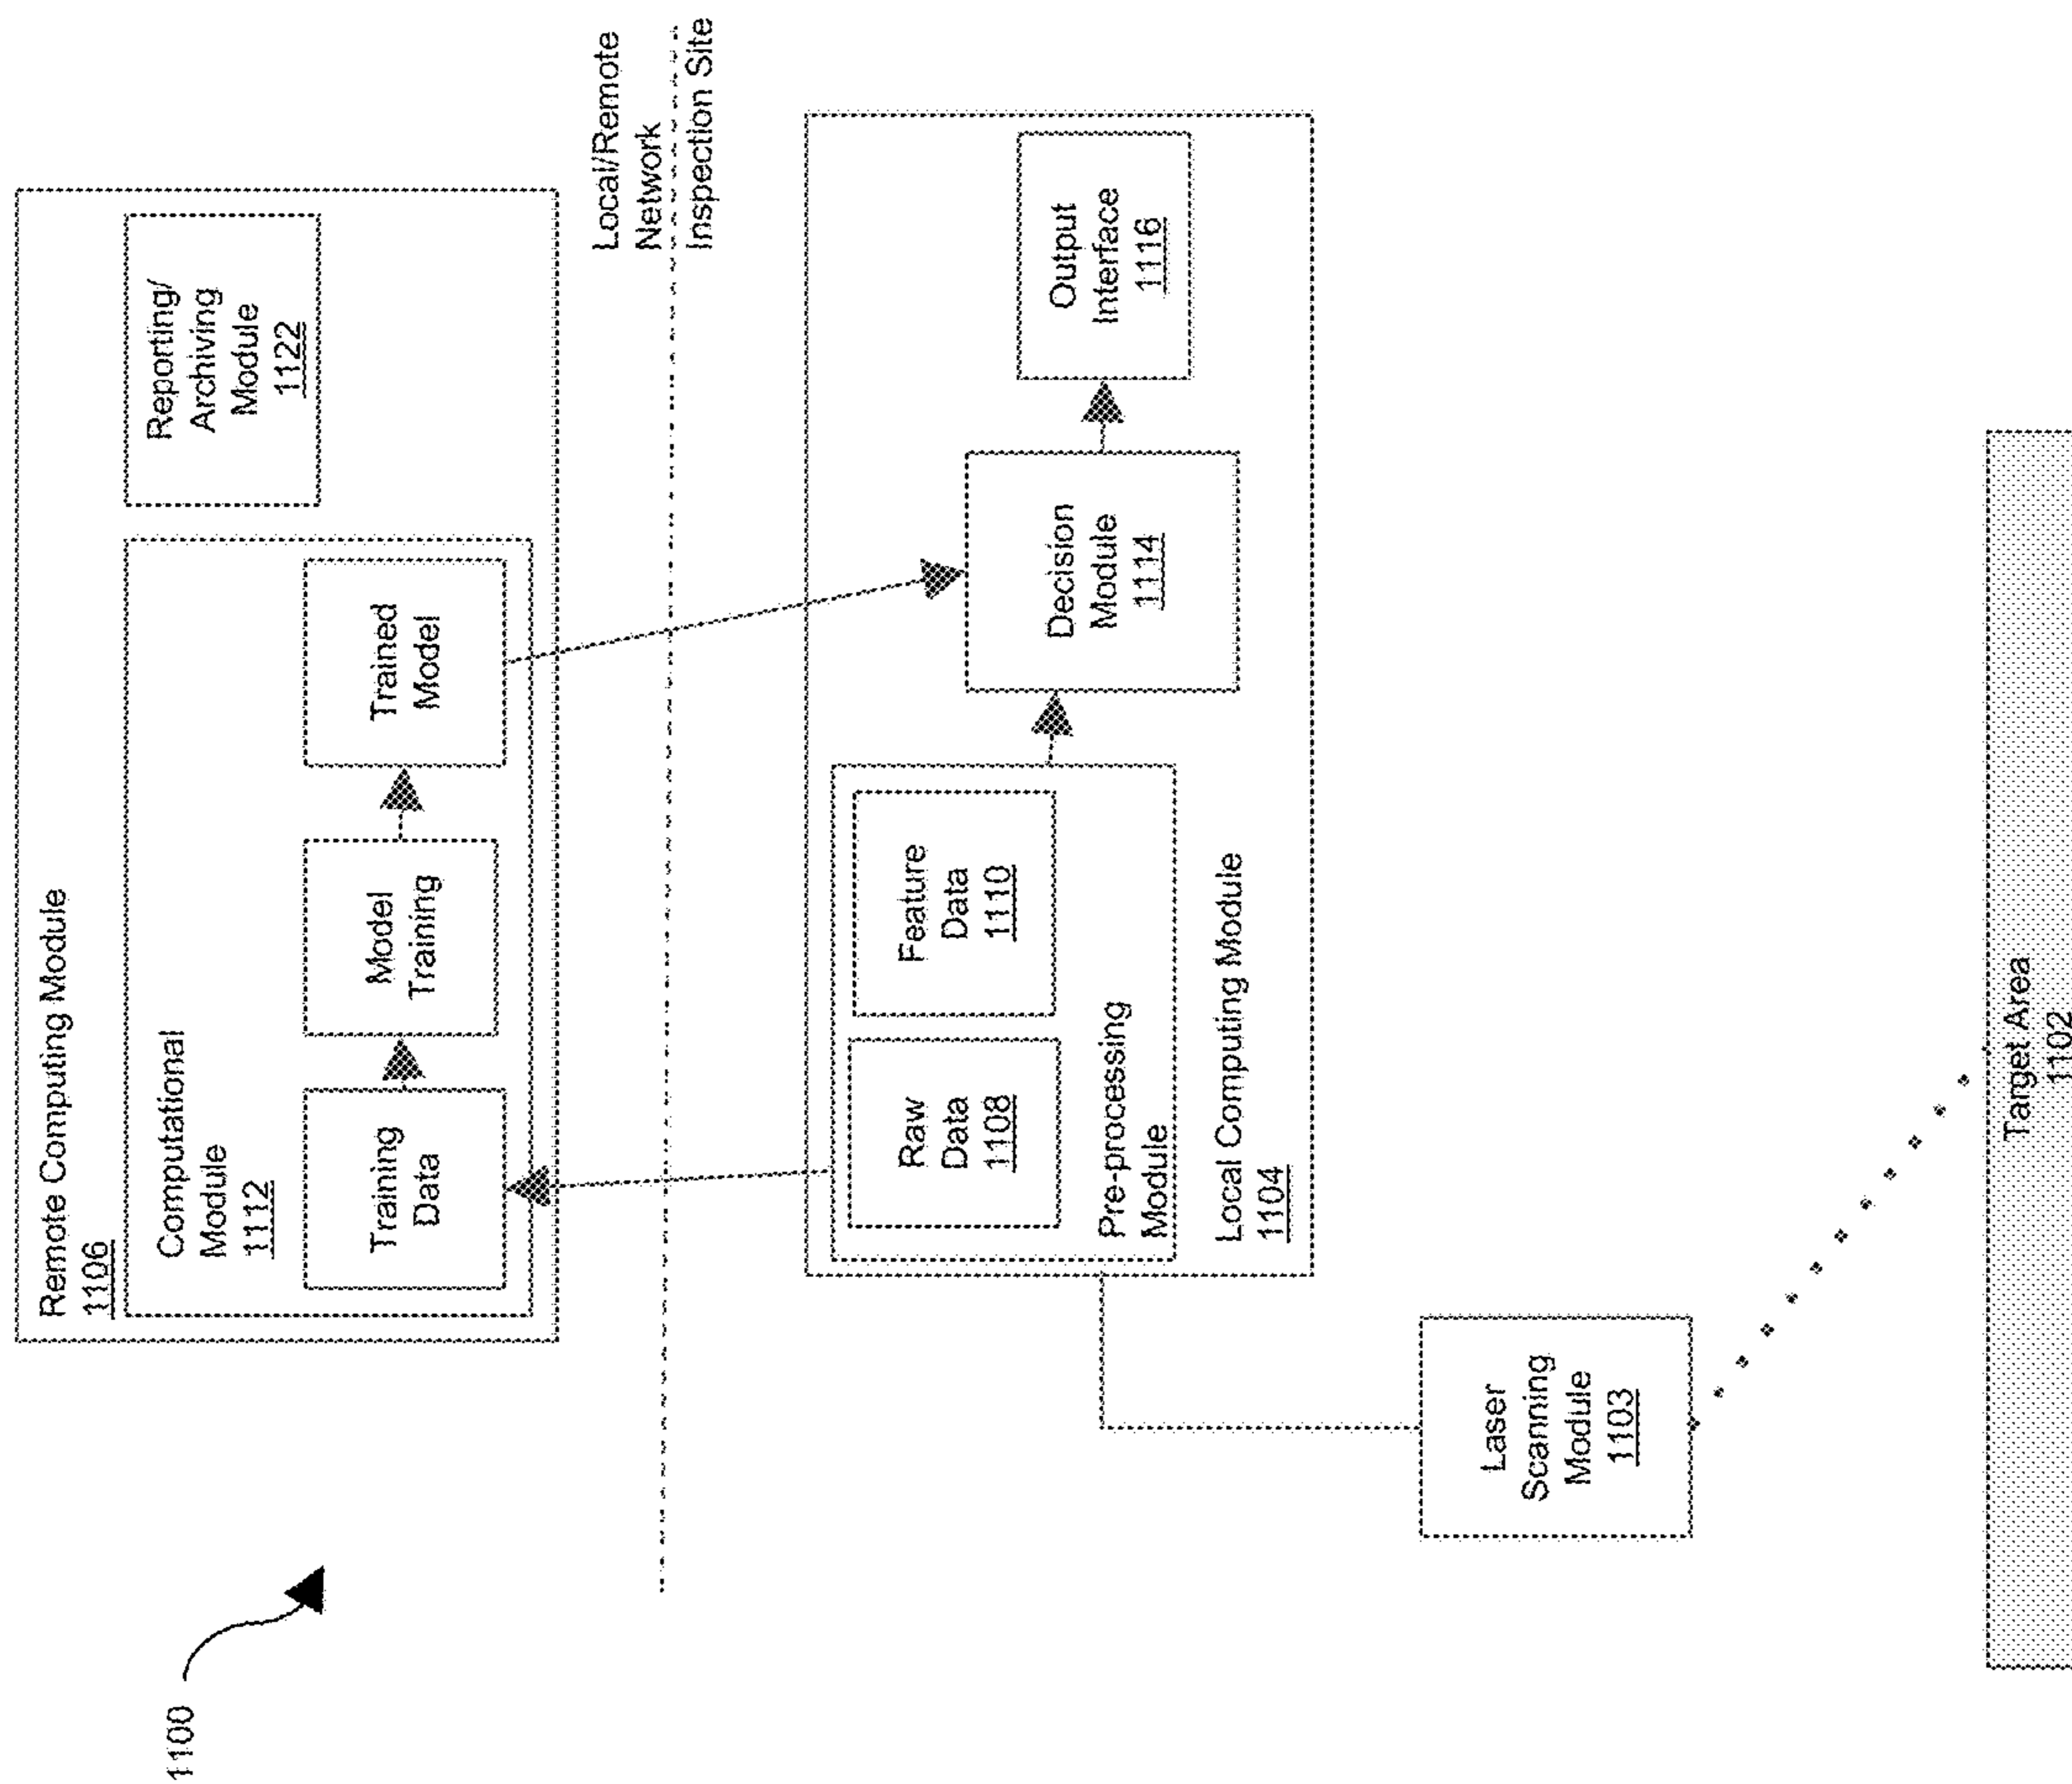 1100
Remote Computing Module
1106
Computational
Module
1112
Training
Data
Model
Training
Trained
Model
Reporting/
Archiving
Module
1122
Local/Remote
Network
Inspection Site
Raw
Data
1108
Feature
Data
1110
Pre-processing
Module
Decision
Module
1114
Output
Interface
1116
Local Computing Module
1104
Laser
Scanning
Module
1103
Target Area
1102